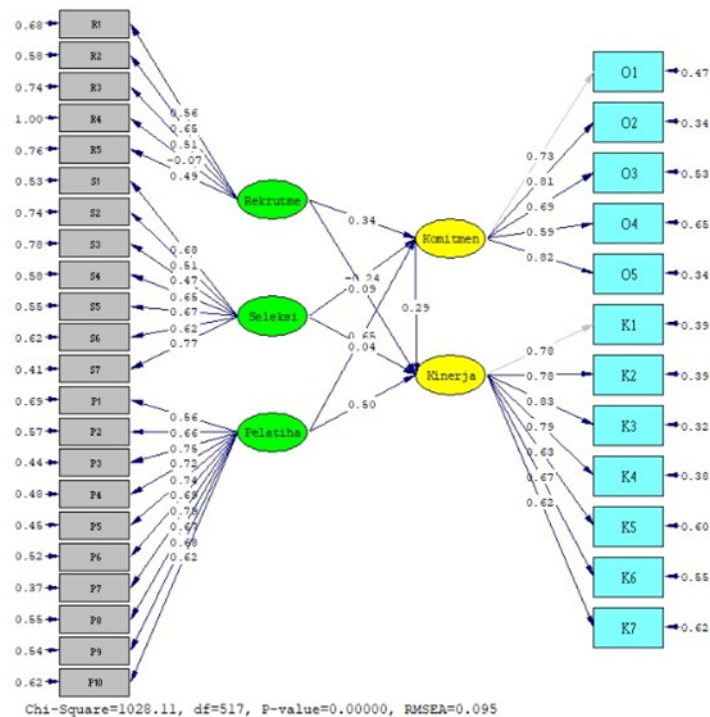 0.68 R1
0.58 R2
0.74 R3
1.00 R4
0.76 R5
0.53 S1
0.74 S2
0.78 S3
0.58 S4
0.55 S5
0.62 S6
0.41 S7
0.69 P1
0.57 P2
0.44 P3
0.48 P4
0.45 P5
0.52 P6
0.37 P7
0.55 P8
0.54 P9
0.62 P10
0.56
0.65
0.51
-0.07
0.49
0.68
0.51
0.47
0.65
0.67
0.62
0.77
0.56
0.66
0.75
0.72
0.74
0.69
0.79
0.67
0.68
0.62
Rekrutme
Seleksi
Pelatiha
0.34
-0.24
0.09
0.65
0.04
0.50
0.29
Komitmen
Kinerja
0.73
0.81
0.69
0.59
0.82
0.78
0.78
0.83
0.79
0.63
0.67
0.62
O1 0.47
O2 0.34
O3 0.53
O4 0.65
O5 0.34
K1 0.39
K2 0.39
K3 0.32
K4 0.38
K5 0.60
K6 0.55
K7 0.62
Chi-Square=1028.11, df=517, P-value=0.00000, RMSEA=0.095